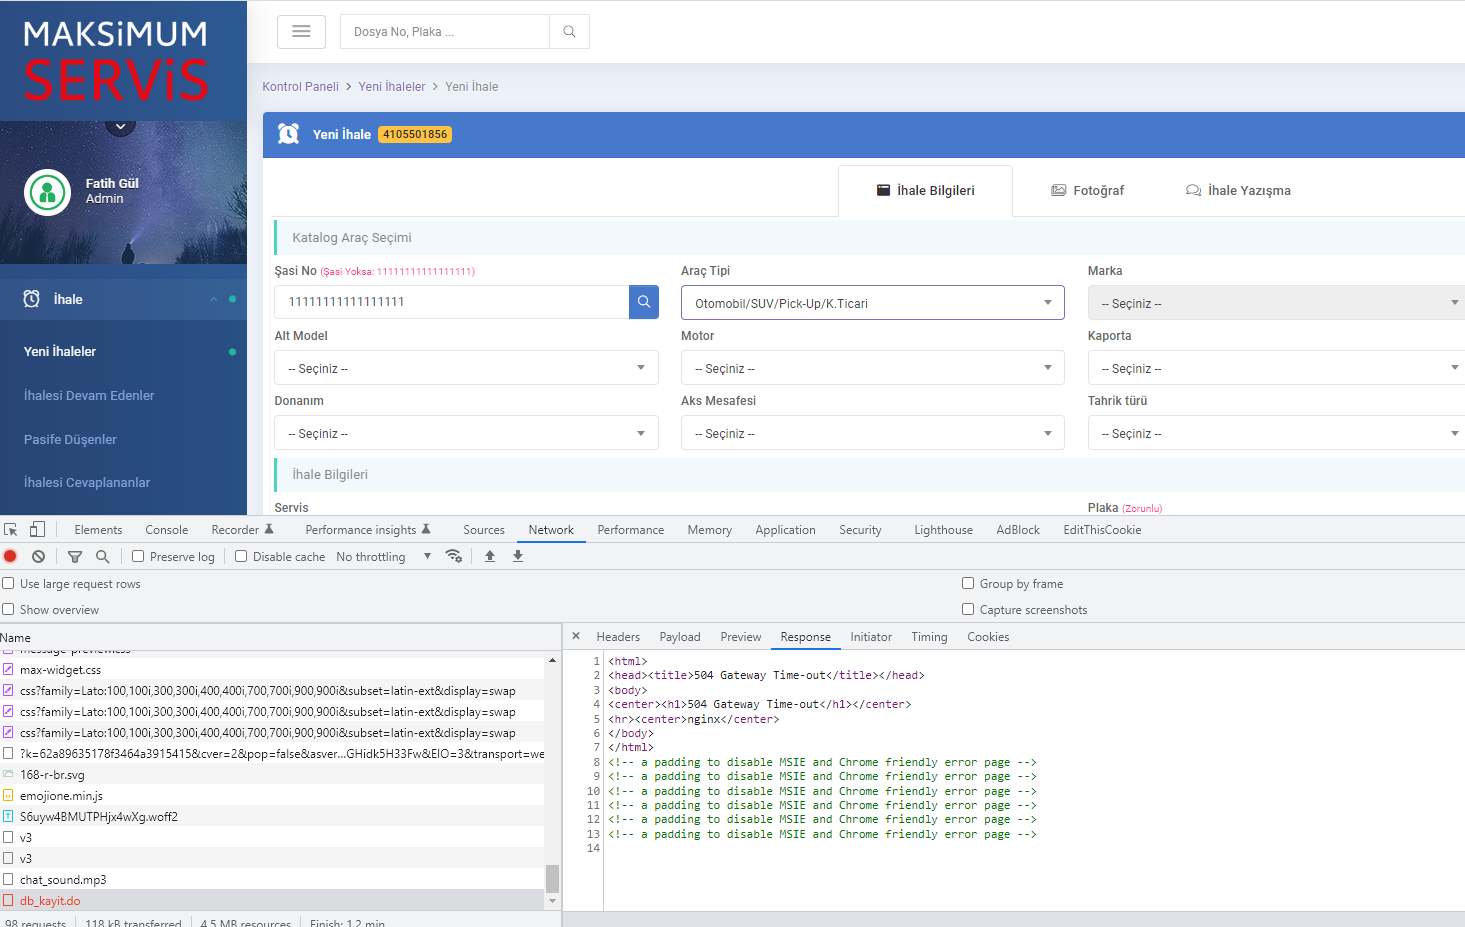 MAKSiMUM
SERViS
Dosya No, Plaka ...
Kontrol Paneli > Yeni İhaleler > Yeni İhale
Yeni İhale 4105501856
Fatih Gül
Admin
İhale Bilgileri
Fotoğraf
İhale Yazışma
Katalog Araç Seçimi
Şasi No (Şasi Yoksa: 11111111111111111)
Araç Tipi
Marka
11111111111111111
Otomobil/SUV/Pick-Up/K.Ticari
-- Seçiniz --
Alt Model
Motor
Kaporta
-- Seçiniz --
-- Seçiniz --
-- Seçiniz --
Donanım
Aks Mesafesi
Tahrik türü
-- Seçiniz --
-- Seçiniz --
-- Seçiniz --
İhale Bilgileri
Servis
Plaka (Zorunlu)
İhale
Yeni İhaleler
İhalesi Devam Edenler
Pasife Düşenler
İhalesi Cevaplananlar
Elements Console Recorder Performance insights Sources Network Performance Memory Application Security Lighthouse AdBlock EditThisCookie
Preserve log Disable cache No throttling
Use large request rows
Group by frame
Show overview
Capture screenshots
Name
message-preview.css
max-widget.css
css?family=Lato:100,100i,300,300i,400,400i,700,700i,900,900i&subset=latin-ext&display=swap
css?family=Lato:100,100i,300,300i,400,400i,700,700i,900,900i&subset=latin-ext&display=swap
css?family=Lato:100,100i,300,300i,400,400i,700,700i,900,900i&subset=latin-ext&display=swap
?k=62a89635178f3464a3915415&cver=2&pop=false&asver...GHidk5H33Fw&EIO=3&transport=we
168-r-br.svg
emojione.min.js
S6uyw4BMUTPHjx4wXg.woff2
v3
v3
chat_sound.mp3
db_kayit.do
98 requests 118 kB transferred 4.5 MB resources Finish: 1.2 min
× Headers Payload Preview Response Initiator Timing Cookies
1 <html>
2 <head><title>504 Gateway Time-out</title></head>
3 <body>
4 <center><h1>504 Gateway Time-out</h1></center>
5 <hr><center>nginx</center>
6 </body>
7 </html>
8 <!-- a padding to disable MSIE and Chrome friendly error page -->
9 <!-- a padding to disable MSIE and Chrome friendly error page -->
10 <!-- a padding to disable MSIE and Chrome friendly error page -->
11 <!-- a padding to disable MSIE and Chrome friendly error page -->
12 <!-- a padding to disable MSIE and Chrome friendly error page -->
13 <!-- a padding to disable MSIE and Chrome friendly error page -->
14